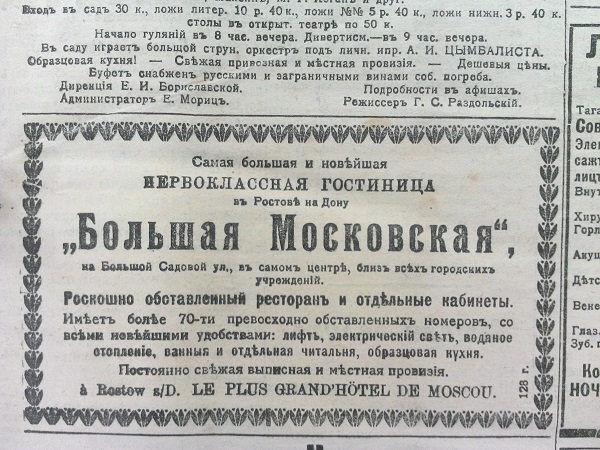 Входъ в садъ 30 к., ложи литер. 10 р. 40 к., ложи №№ 5 р. 40 к., ложи нижн. 3 р. 40 к.
столы в открыт. театрѣ по 50 к.
Начало гуляній в 8 час. вечера. Дивертисм.—в 9 час. вечера.
В саду играетъ большой струн. оркестръ подъ личн. упр. А. И. ЦЫМБАЛИСТА.
Образцовая кухня! — Свѣжая привозная и мѣстная провизія. — Дешевыя цѣны.
Буфетъ снабженъ русскими и заграничными винами соб. погреба.
Дирекція Е. И. Бориславской.
Подробности в афишахъ.
Администраторъ Е. Морицъ.
Режиссеръ Г. С. Раздольскій.
Самая большая и новѣйшая
ПЕРВОКЛАССНАЯ ГОСТИНИЦА
въ Ростовѣ на Дону
„Большая Московская“,
на Большой Садовой ул., въ самомъ центрѣ, близъ всѣхъ городскихъ
учрежденій.
Роскошно обставленный ресторанъ и отдѣльные кабинеты.
Имѣетъ болѣе 70-ти превосходно обставленныхъ номеровъ, со
всѣми новѣйшими удобствами: лифтъ, электрическій свѣтъ, водяное
отопленіе, ванныя и отдѣльная читальня, образцовая кухня.
Постоянно свѣжая выписная и мѣстная провизія.
à Rostow s/D. LE PLUS GRAND'HÔTEL DE MOSCOU.
128 г.